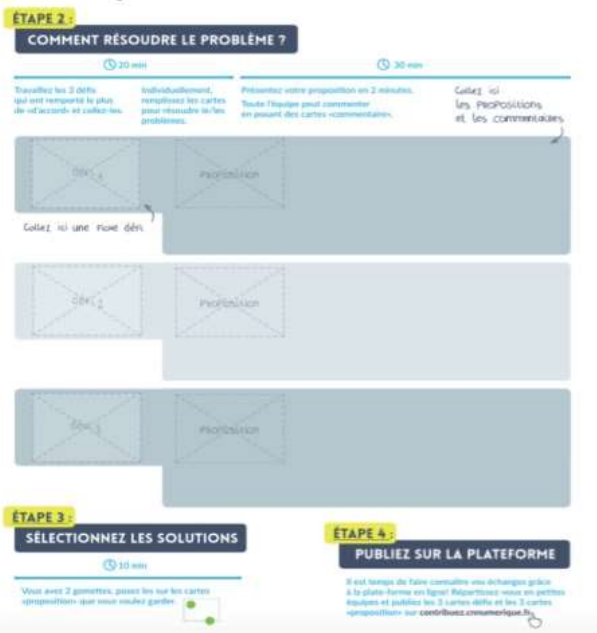 ÉTAPE 2 :
COMMENT RÉSOUDRE LE PROBLÈME ?
20 min
30 min
Travaillez les 3 défis
qui ont remporté le plus
de «d'accord» et collez-les.
Individuellement,
remplissez les cartes
pour résoudre le/les
problèmes.
Présentez votre proposition en 2 minutes.
Toute l'équipe peut commenter
en posant des cartes «commentaire».
Collez ici
les PROPOSITIONS
et les commentaires
DÉFI 1
PROPOSITION
Collez ici une fiche défi
DÉFI 2
PROPOSITION
DÉFI 3
PROPOSITION
ÉTAPE 3 :
SÉLECTIONNEZ LES SOLUTIONS
10 min
Vous avez 2 gomettes, posez les sur les cartes
«proposition» que vous voulez garder.
ÉTAPE 4 :
PUBLIEZ SUR LA PLATEFORME
Il est temps de faire connaître vos échanges grâce
à la plate-forme en ligne! Répartissez-vous en petites
équipes et publiez les 3 cartes défis et les 3 cartes
«proposition» sur contribuez.cnnumerique.fr